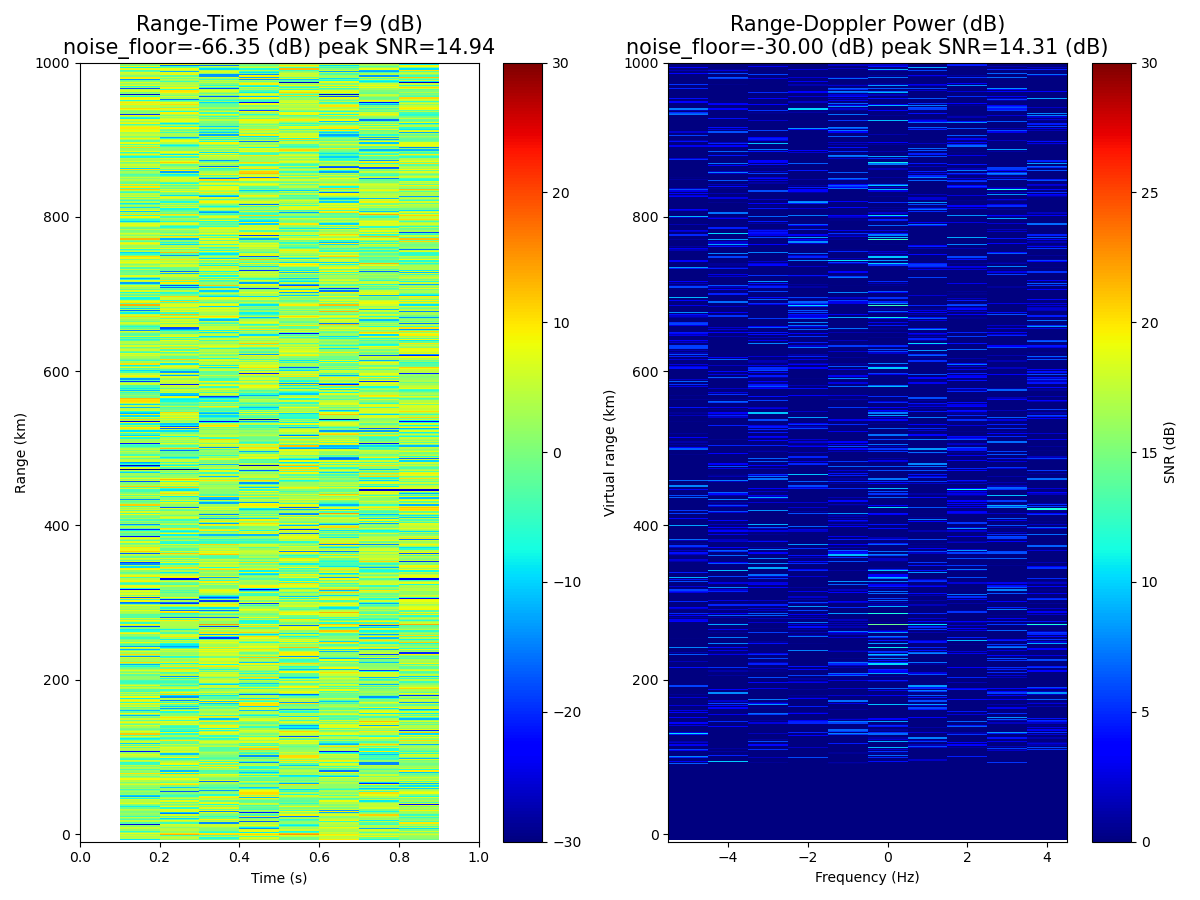 Range-Time Power f=9 (dB)
noise_floor=-66.35 (dB) peak SNR=14.94
1000
800
600
400
200
0
Range (km)
0.0 0.2 0.4 0.6 0.8 1.0
Time (s)
30
20
10
0
−10
−20
−30
Range-Doppler Power (dB)
noise_floor=-30.00 (dB) peak SNR=14.31 (dB)
1000
800
600
400
200
0
Virtual range (km)
−4 −2 0 2 4
Frequency (Hz)
30
25
20
15
10
5
0
SNR (dB)